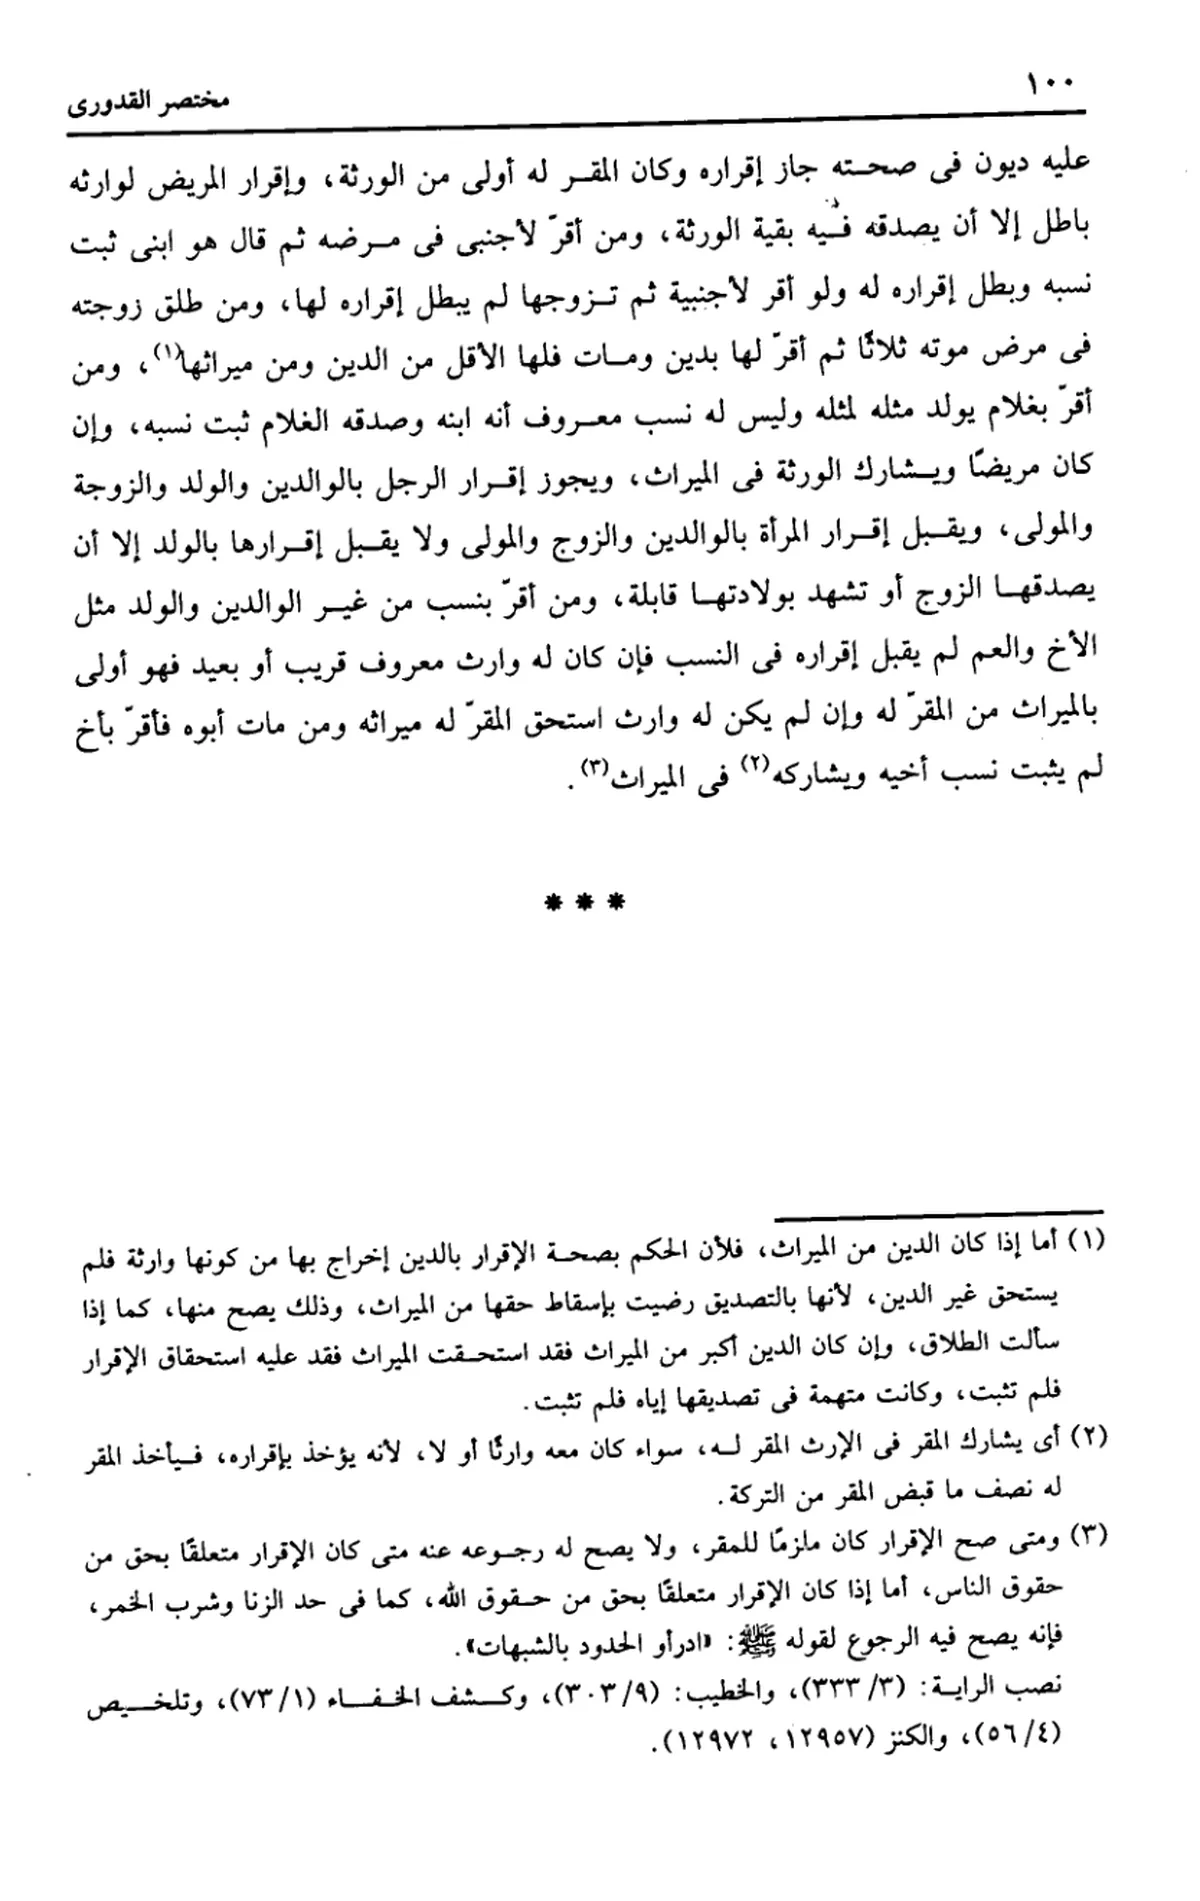 ١٠٠
مختصر القدورى
عليه ديون فى صحته جاز إقراره وكان المقر له أولى من الورثة، وإقرار المريض لوارثه
باطل إلا أن يصدقه فيه بقية الورثة، ومن أقرّ لأجنبى فى مرضه ثم قال هو ابنى ثبت
نسبه وبطل إقراره له ولو أقر لأجنبية ثم تزوجها لم يبطل إقراره لها، ومن طلق زوجته
فى مرض موته ثلاثًا ثم أقرّ لها بدين ومات فلها الأقل من الدين ومن ميراثها(١)، ومن
أقرّ بغلام يولد مثله لمثله وليس له نسب معروف أنه ابنه وصدقه الغلام ثبت نسبه، وإن
كان مريضًا ويشارك الورثة فى الميراث، ويجوز إقرار الرجل بالوالدين والولد والزوجة
والمولى، ويقبل إقرار المرأة بالوالدين والزوج والمولى ولا يقبل إقرارها بالولد إلا أن
يصدقها الزوج أو تشهد بولادتها قابلة، ومن أقرّ بنسب من غير الوالدين والولد مثل
الأخ والعم لم يقبل إقراره فى النسب فإن كان له وارث معروف قريب أو بعيد فهو أولى
بالميراث من المقرّ له وإن لم يكن له وارث استحق المقرّ له ميراثه ومن مات أبوه فأقرّ بأخ
لم يثبت نسب أخيه ويشاركه(٢) فى الميراث(٣).
* * *
(١) أما إذا كان الدين من الميراث، فلأن الحكم بصحة الإقرار بالدين إخراج بها من كونها وارثة فلم
يستحق غير الدين، لأنها بالتصديق رضيت بإسقاط حقها من الميراث، وذلك يصح منها، كما إذا
سألت الطلاق، وإن كان الدين أكبر من الميراث فقد استحقت الميراث فقد عليه استحقاق الإقرار
فلم تثبت، وكانت متهمة فى تصديقها إياه فلم تثبت.
(٢) أى يشارك المقر فى الإرث المقر له، سواء كان معه وارثًا أو لا، لأنه يؤخذ بإقراره، فيأخذ المقر
له نصف ما قبض المقر من التركة.
(٣) ومتى صح الإقرار كان ملزمًا للمقر، ولا يصح له رجوعه عنه متى كان الإقرار متعلقًا بحق من
حقوق الناس، أما إذا كان الإقرار متعلقًا بحق من حقوق الله، كما فى حد الزنا وشرب الخمر،
فإنه يصح فيه الرجوع لقوله ﷺ: «ادرأو الحدود بالشبهات».
نصب الراية: (٣/ ٣٣٣)، والخطيب: (٩/ ٣٠٣)، وكشف الخفاء (١/ ٧٣)، وتلخيص
(٤/ ٥٦)، والكنز (١٢٩٥٧، ١٢٩٧٢).